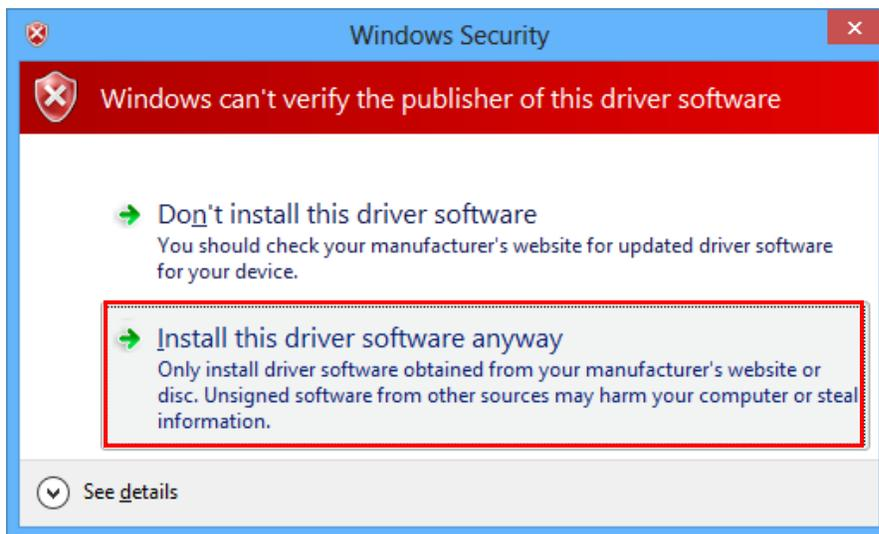 Windows Security
Windows can't verify the publisher of this driver software
Don't install this driver software
You should check your manufacturer's website for updated driver software
for your device.
Install this driver software anyway
Only install driver software obtained from your manufacturer's website or
disc. Unsigned software from other sources may harm your computer or steal
information.
See details